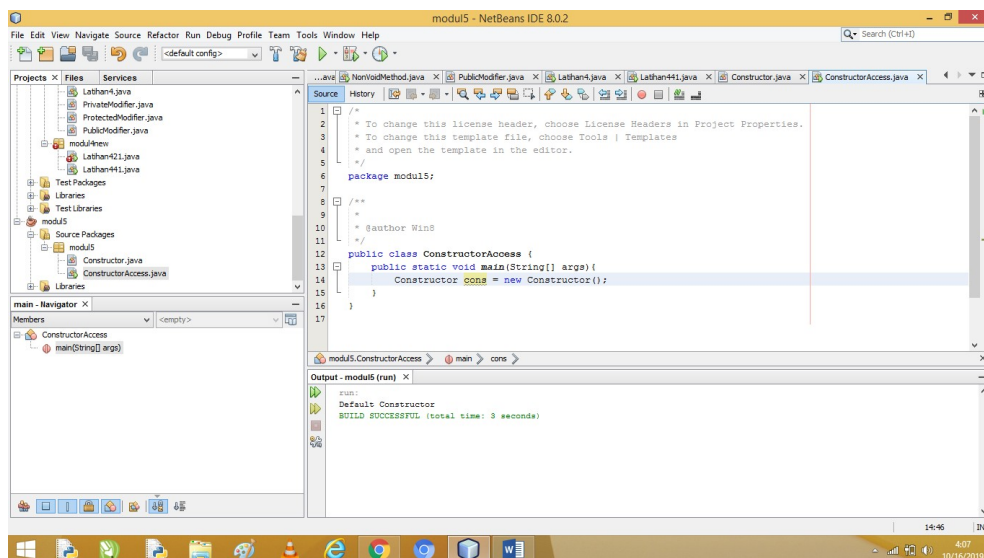 modul5 - NetBeans IDE 8.0.2
File Edit View Navigate Source Refactor Run Debug Profile Team Tools Window Help
Search (Ctrl+I)
<default config>
Projects Files Services
Latihan4.java
PrivateModifier.java
ProtectedModifier.java
PublicModifier.java
modul4new
Latihan421.java
Latihan441.java
Test Packages
Libraries
Test Libraries
modul5
Source Packages
modul5
Constructor.java
ConstructorAccess.java
Libraries
main - Navigator
Members <empty>
ConstructorAccess
main(String[] args)
...ava NonVoidMethod.java PublicModifier.java Latihan4.java Latihan441.java Constructor.java ConstructorAccess.java
Source History
1 /*
2 * To change this license header, choose License Headers in Project Properties.
3 * To change this template file, choose Tools | Templates
4 * and open the template in the editor.
5 */
6 package modul5;
7
8 /**
9 *
10 * @author Win8
11 */
12 public class ConstructorAccess {
13 public static void main(String[] args){
14 Constructor cons = new Constructor();
15 }
16 }
17
modul5.ConstructorAccess main cons
Output - modul5 (run)
run:
Default Constructor
BUILD SUCCESSFUL (total time: 3 seconds)
14:46 IN
4:07
10/16/2019